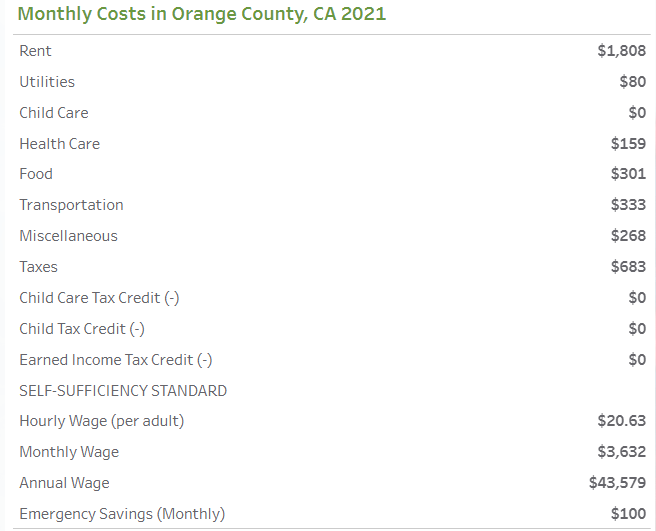 Monthly Costs in Orange County, CA 2021
Rent $1,808
Utilities $80
Child Care $0
Health Care $159
Food $301
Transportation $333
Miscellaneous $268
Taxes $683
Child Care Tax Credit (-) $0
Child Tax Credit (-) $0
Earned Income Tax Credit (-) $0
SELF-SUFFICIENCY STANDARD
Hourly Wage (per adult) $20.63
Monthly Wage $3,632
Annual Wage $43,579
Emergency Savings (Monthly) $100